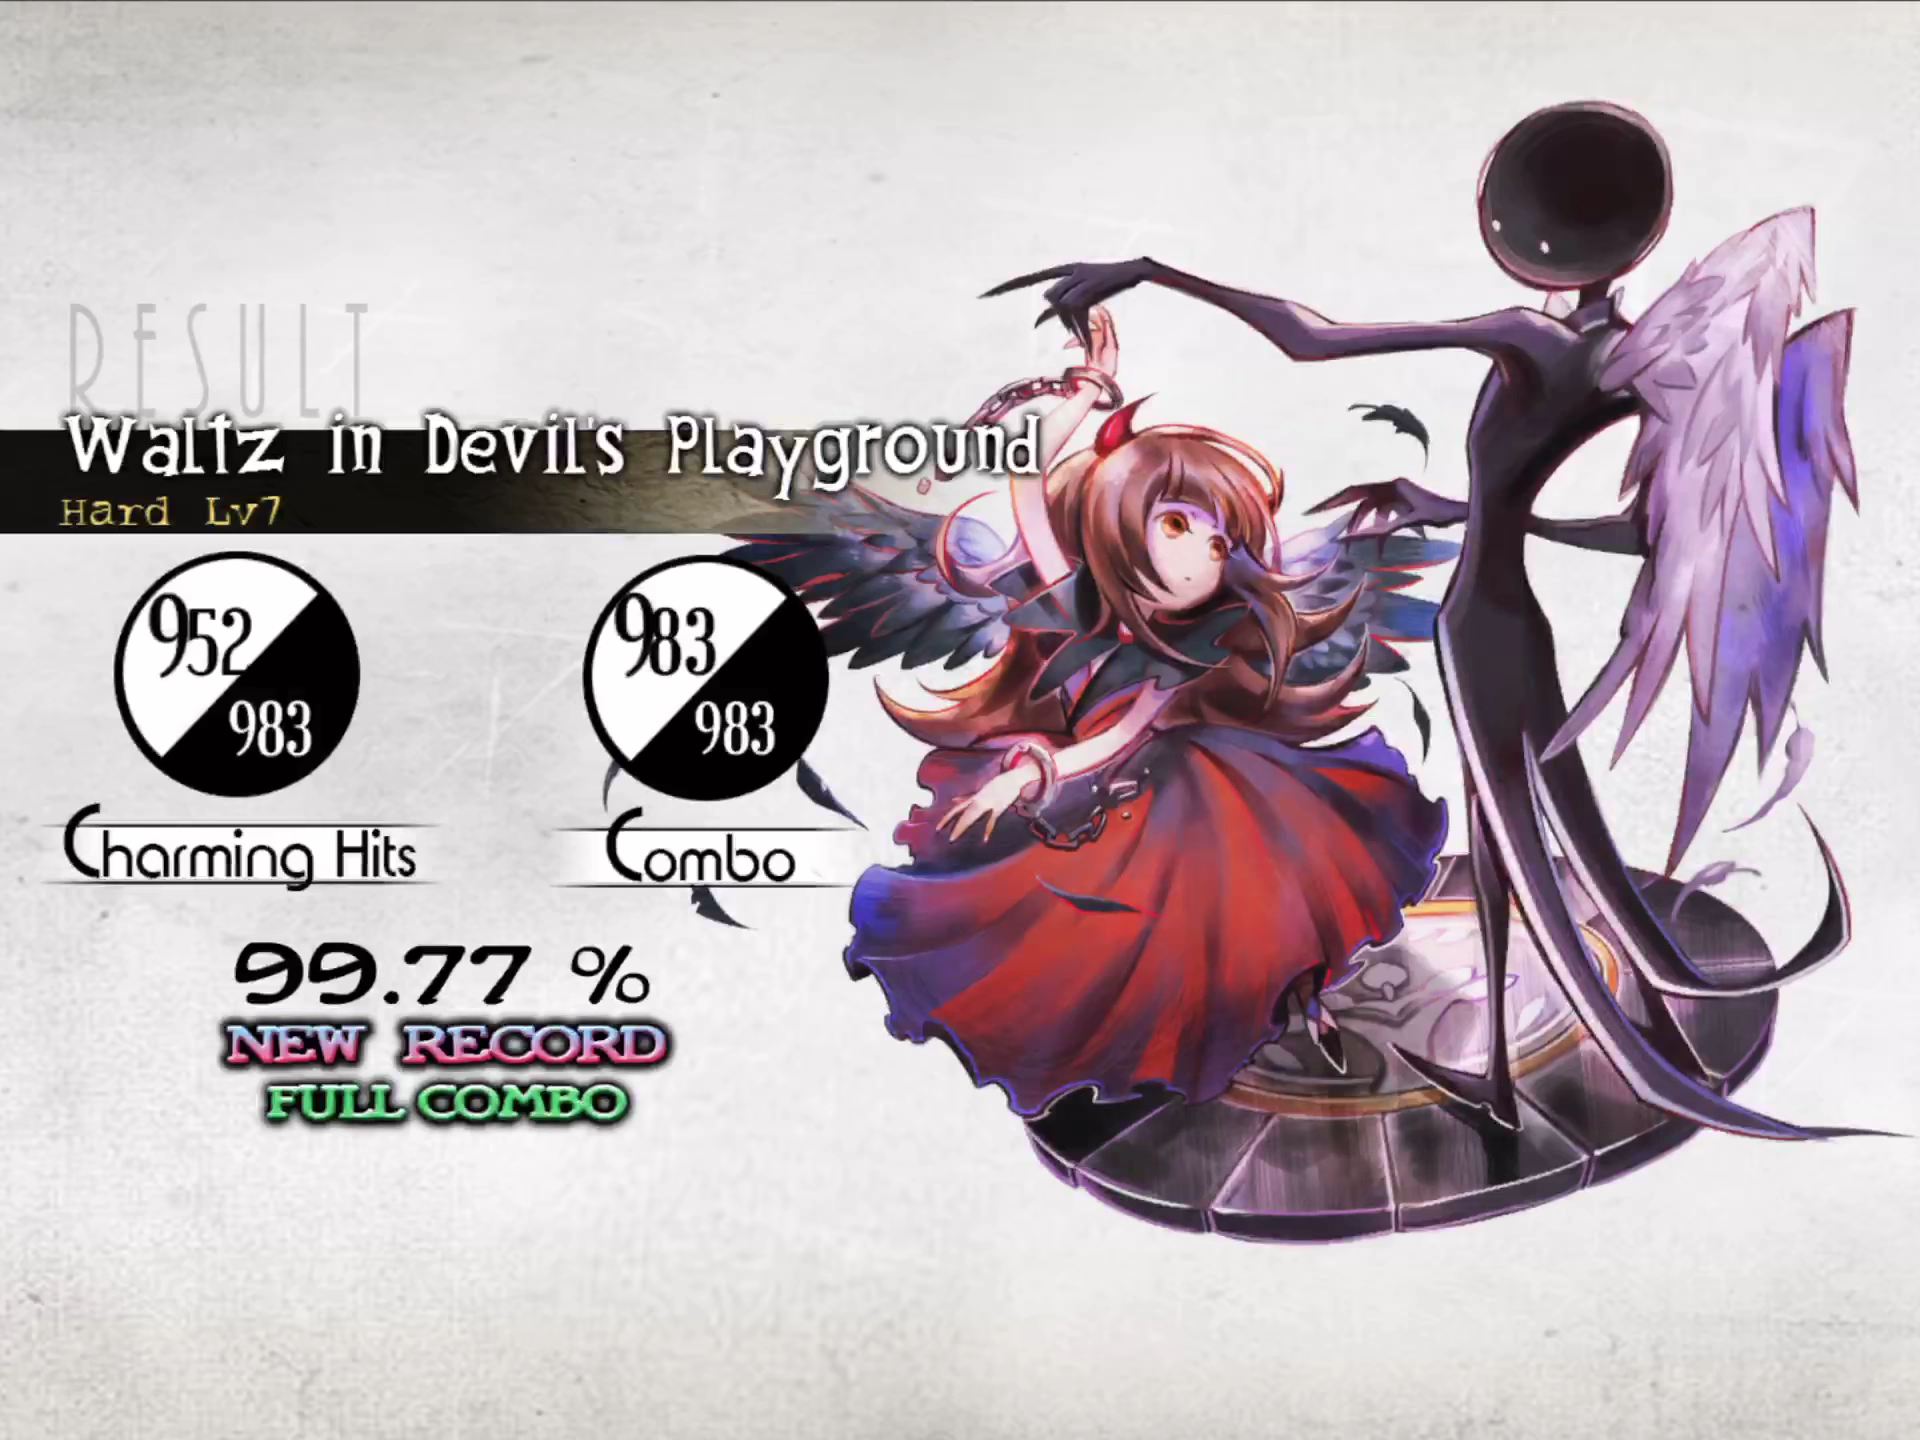 RESULT
Waltz in Devil's Playground
Hard Lv7
952
983
983
983
Charming Hits
Combo
99.77 %
NEW RECORD
FULL COMBO